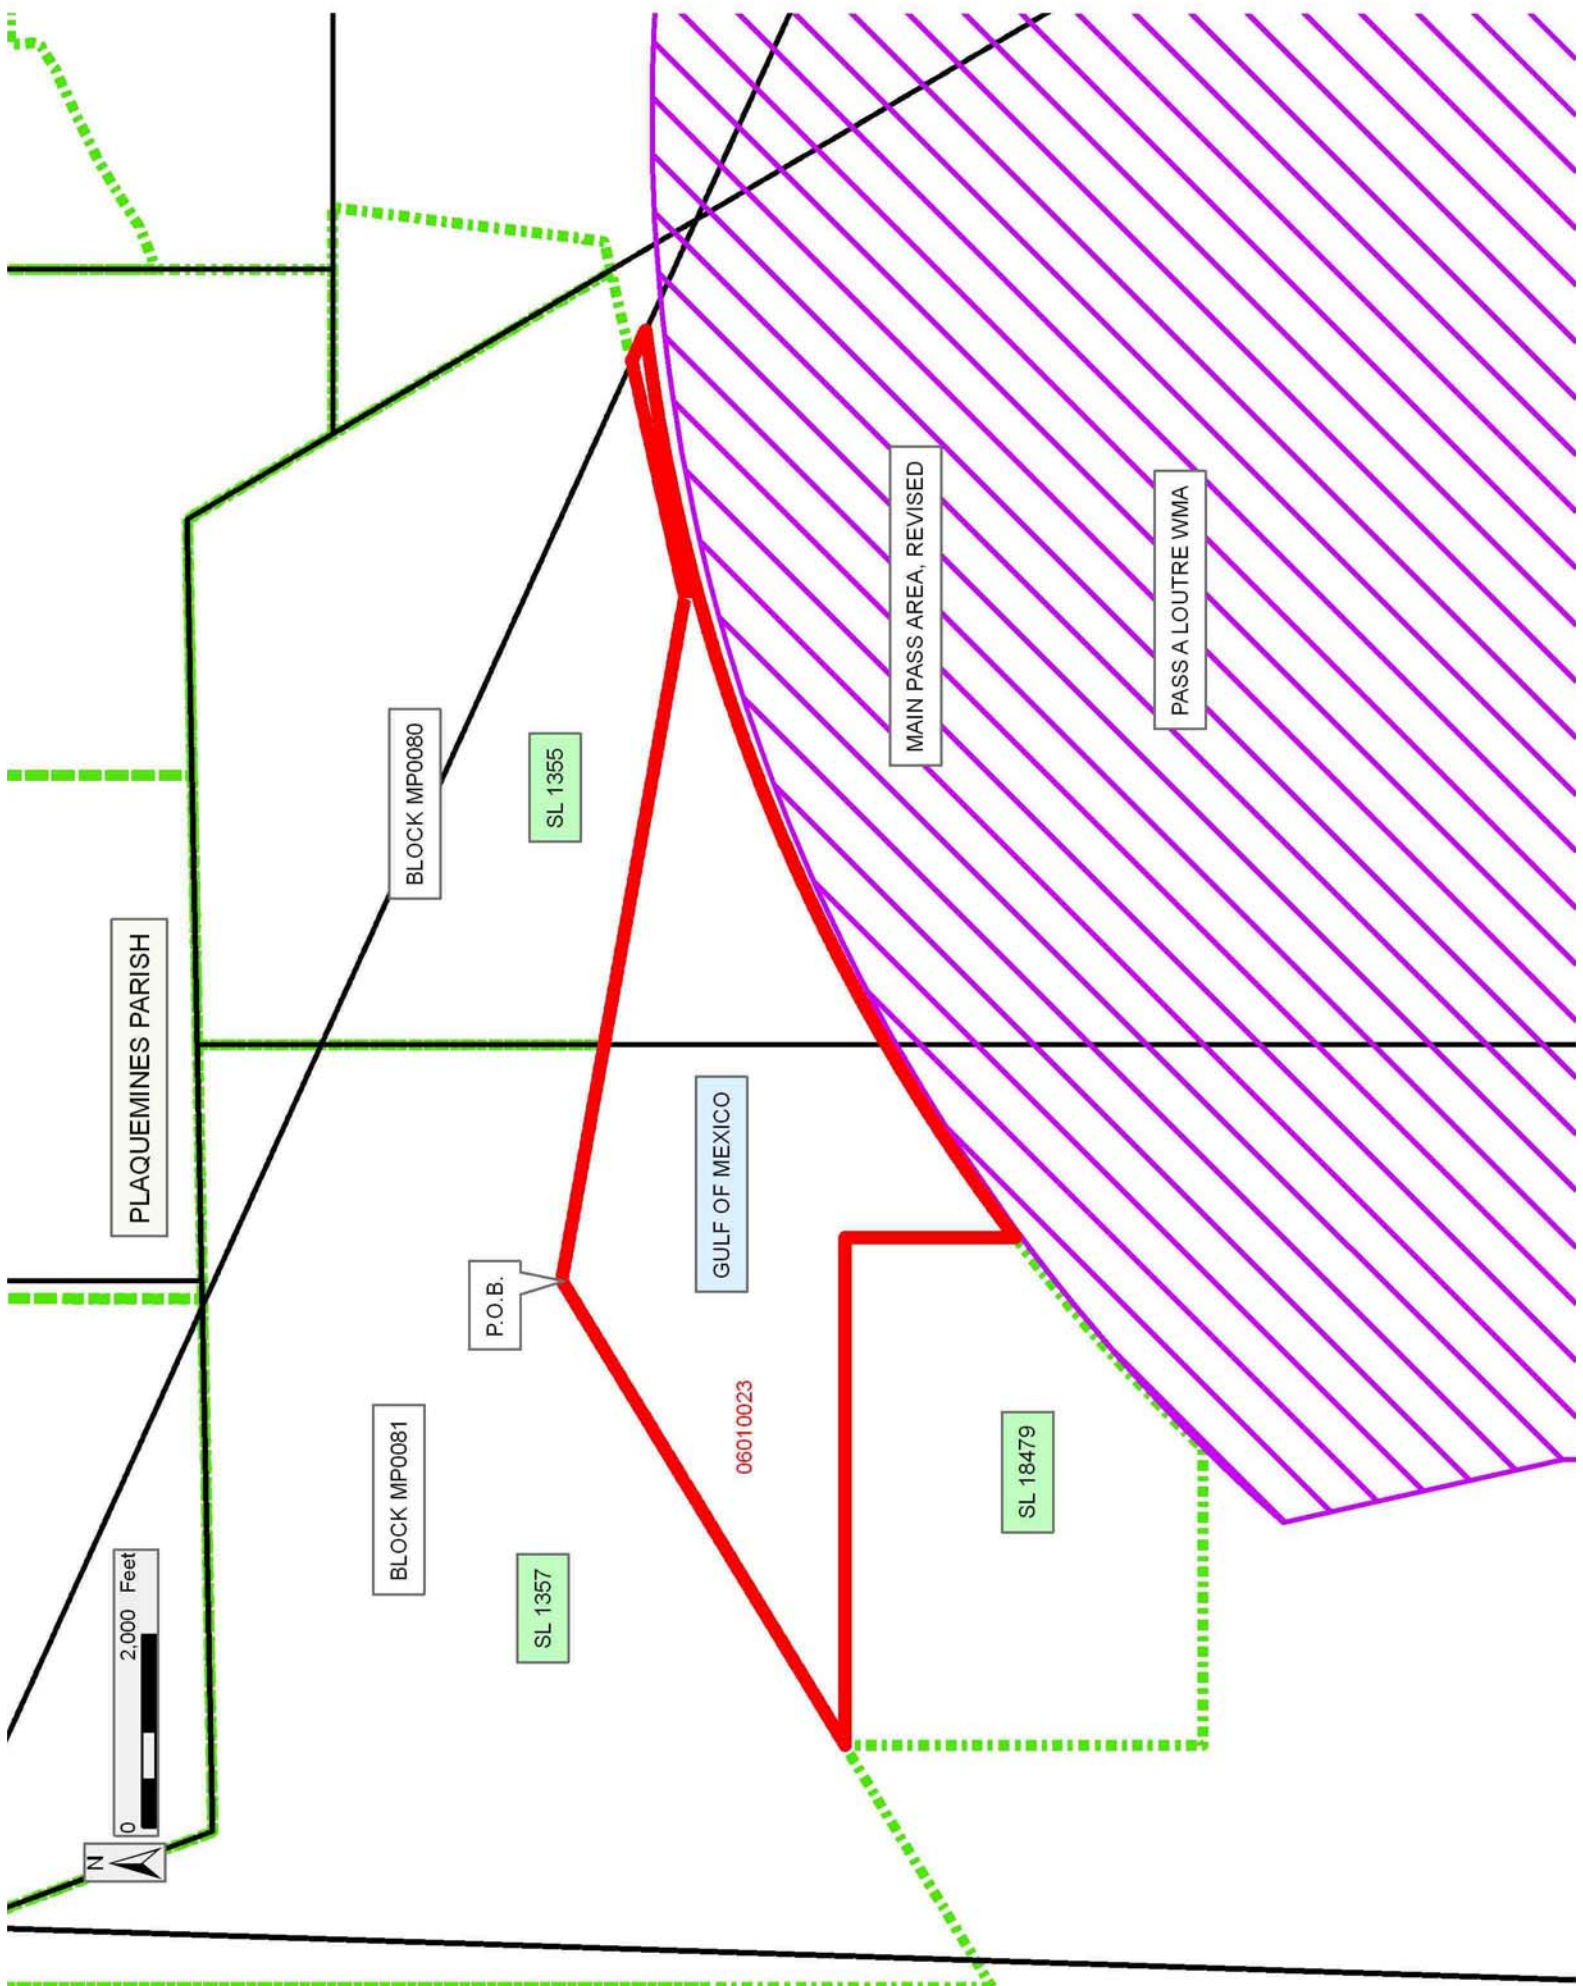 N
0 2,000 Feet
PLAQUEMINES PARISH
BLOCK MP0081
BLOCK MP0080
P.O.B.
SL 1357
SL 1355
GULF OF MEXICO
06010023
MAIN PASS AREA, REVISED
SL 18479
PASS A LOUTRE WMA